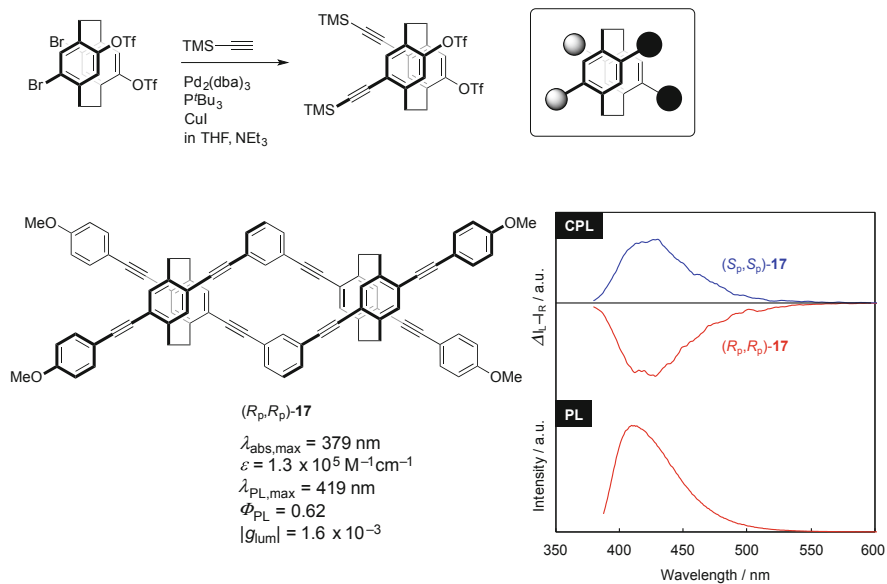 TMS
Br
OTf
TMS
OTf
Br
OTf
OTf
TMS
Pd₂(dba)₃
PᵗBu₃
CuI
in THF, NEt₃
OMe
OMe
MeO
OMe
(Rₚ,Rₚ)-17
λabs,max = 379 nm
ε = 1.3 x 10⁵ M⁻¹cm⁻¹
λPL,max = 419 nm
ΦPL = 0.62
|glum| = 1.6 x 10⁻³
CPL
(Sₚ,Sₚ)-17
(Rₚ,Rₚ)-17
ΔIL–IR / a.u.
PL
Intensity / a.u.
350 400 450 500 550 600
Wavelength / nm